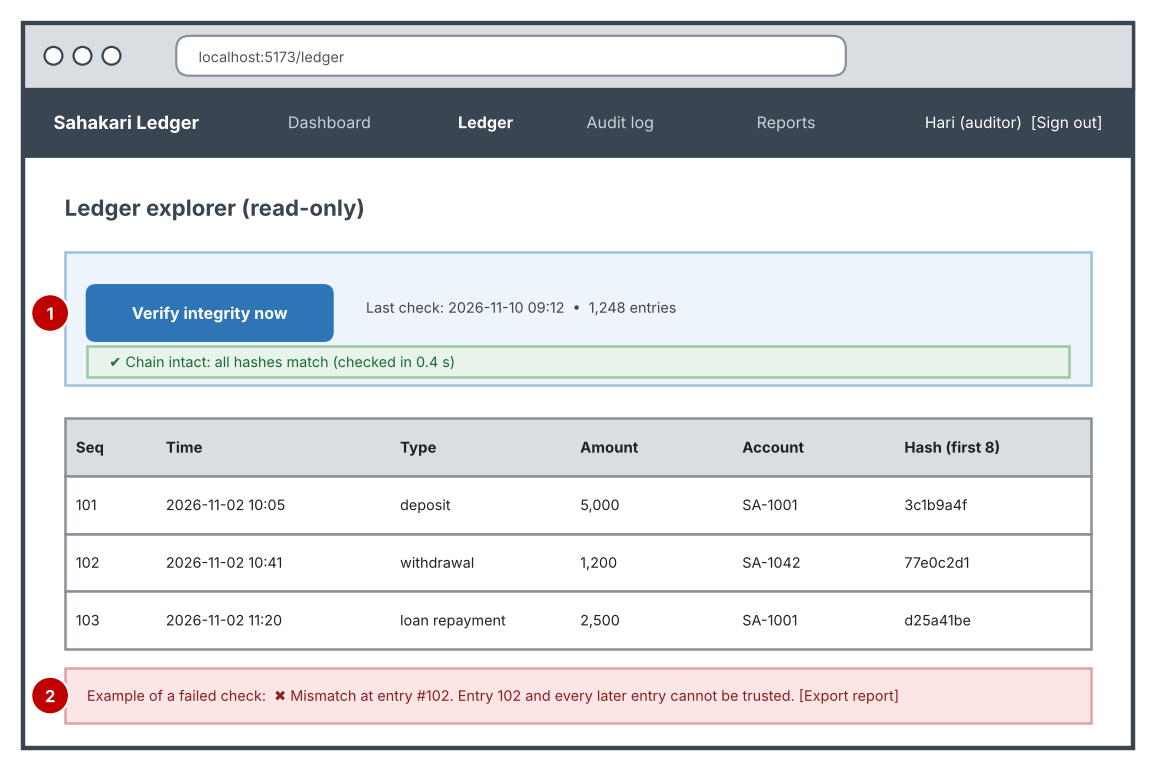 localhost:5173/ledger
Sahakari Ledger Dashboard Ledger Audit log Reports Hari (auditor) [Sign out]
Ledger explorer (read-only)
1 Verify integrity now Last check: 2026-11-10 09:12 • 1,248 entries
✔ Chain intact: all hashes match (checked in 0.4 s)
Seq Time Type Amount Account Hash (first 8)
101 2026-11-02 10:05 deposit 5,000 SA-1001 3c1b9a4f
102 2026-11-02 10:41 withdrawal 1,200 SA-1042 77e0c2d1
103 2026-11-02 11:20 loan repayment 2,500 SA-1001 d25a41be
2 Example of a failed check: ✖ Mismatch at entry #102. Entry 102 and every later entry cannot be trusted. [Export report]